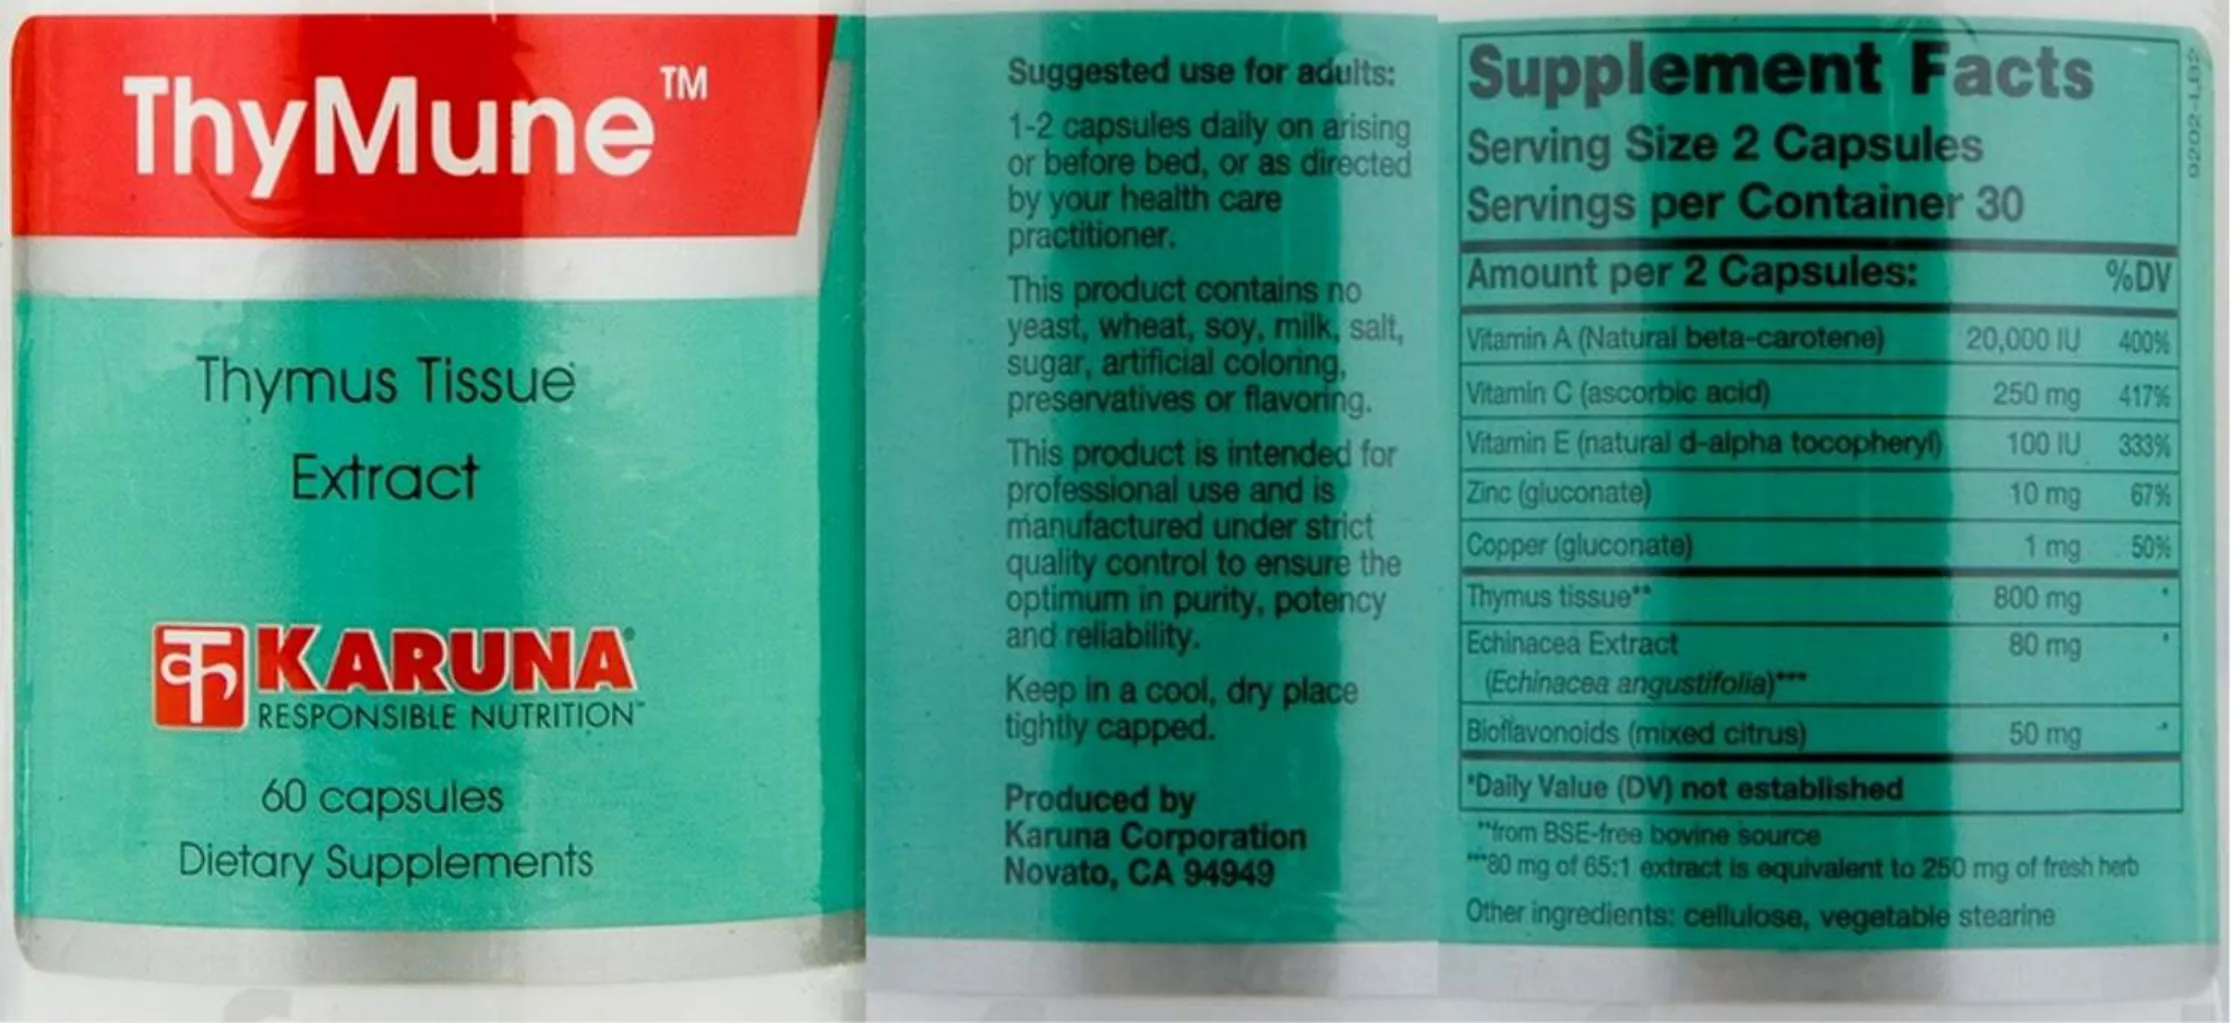 ThyMune™
Thymus Tissue
Extract
क KARUNA®
RESPONSIBLE NUTRITION™
60 capsules
Dietary Supplements
Suggested use for adults:
1-2 capsules daily on arising
or before bed, or as directed
by your health care
practitioner.
This product contains no
yeast, wheat, soy, milk, salt,
sugar, artificial coloring,
preservatives or flavoring.
This product is intended for
professional use and is
manufactured under strict
quality control to ensure the
optimum in purity, potency
and reliability.
Keep in a cool, dry place
tightly capped.
Produced by
Karuna Corporation
Novato, CA 94949
Supplement Facts
Serving Size 2 Capsules
Servings per Container 30
Amount per 2 Capsules: %DV
Vitamin A (Natural beta-carotene) 20,000 IU 400%
Vitamin C (ascorbic acid) 250 mg 417%
Vitamin E (natural d-alpha tocopheryl) 100 IU 333%
Zinc (gluconate) 10 mg 67%
Copper (gluconate) 1 mg 50%
Thymus tissue** 800 mg *
Echinacea Extract 80 mg *
(Echinacea angustifolia)***
Bioflavonoids (mixed citrus) 50 mg *
*Daily Value (DV) not established
**from BSE-free bovine source
***80 mg of 65:1 extract is equivalent to 250 mg of fresh herb
Other ingredients: cellulose, vegetable stearine